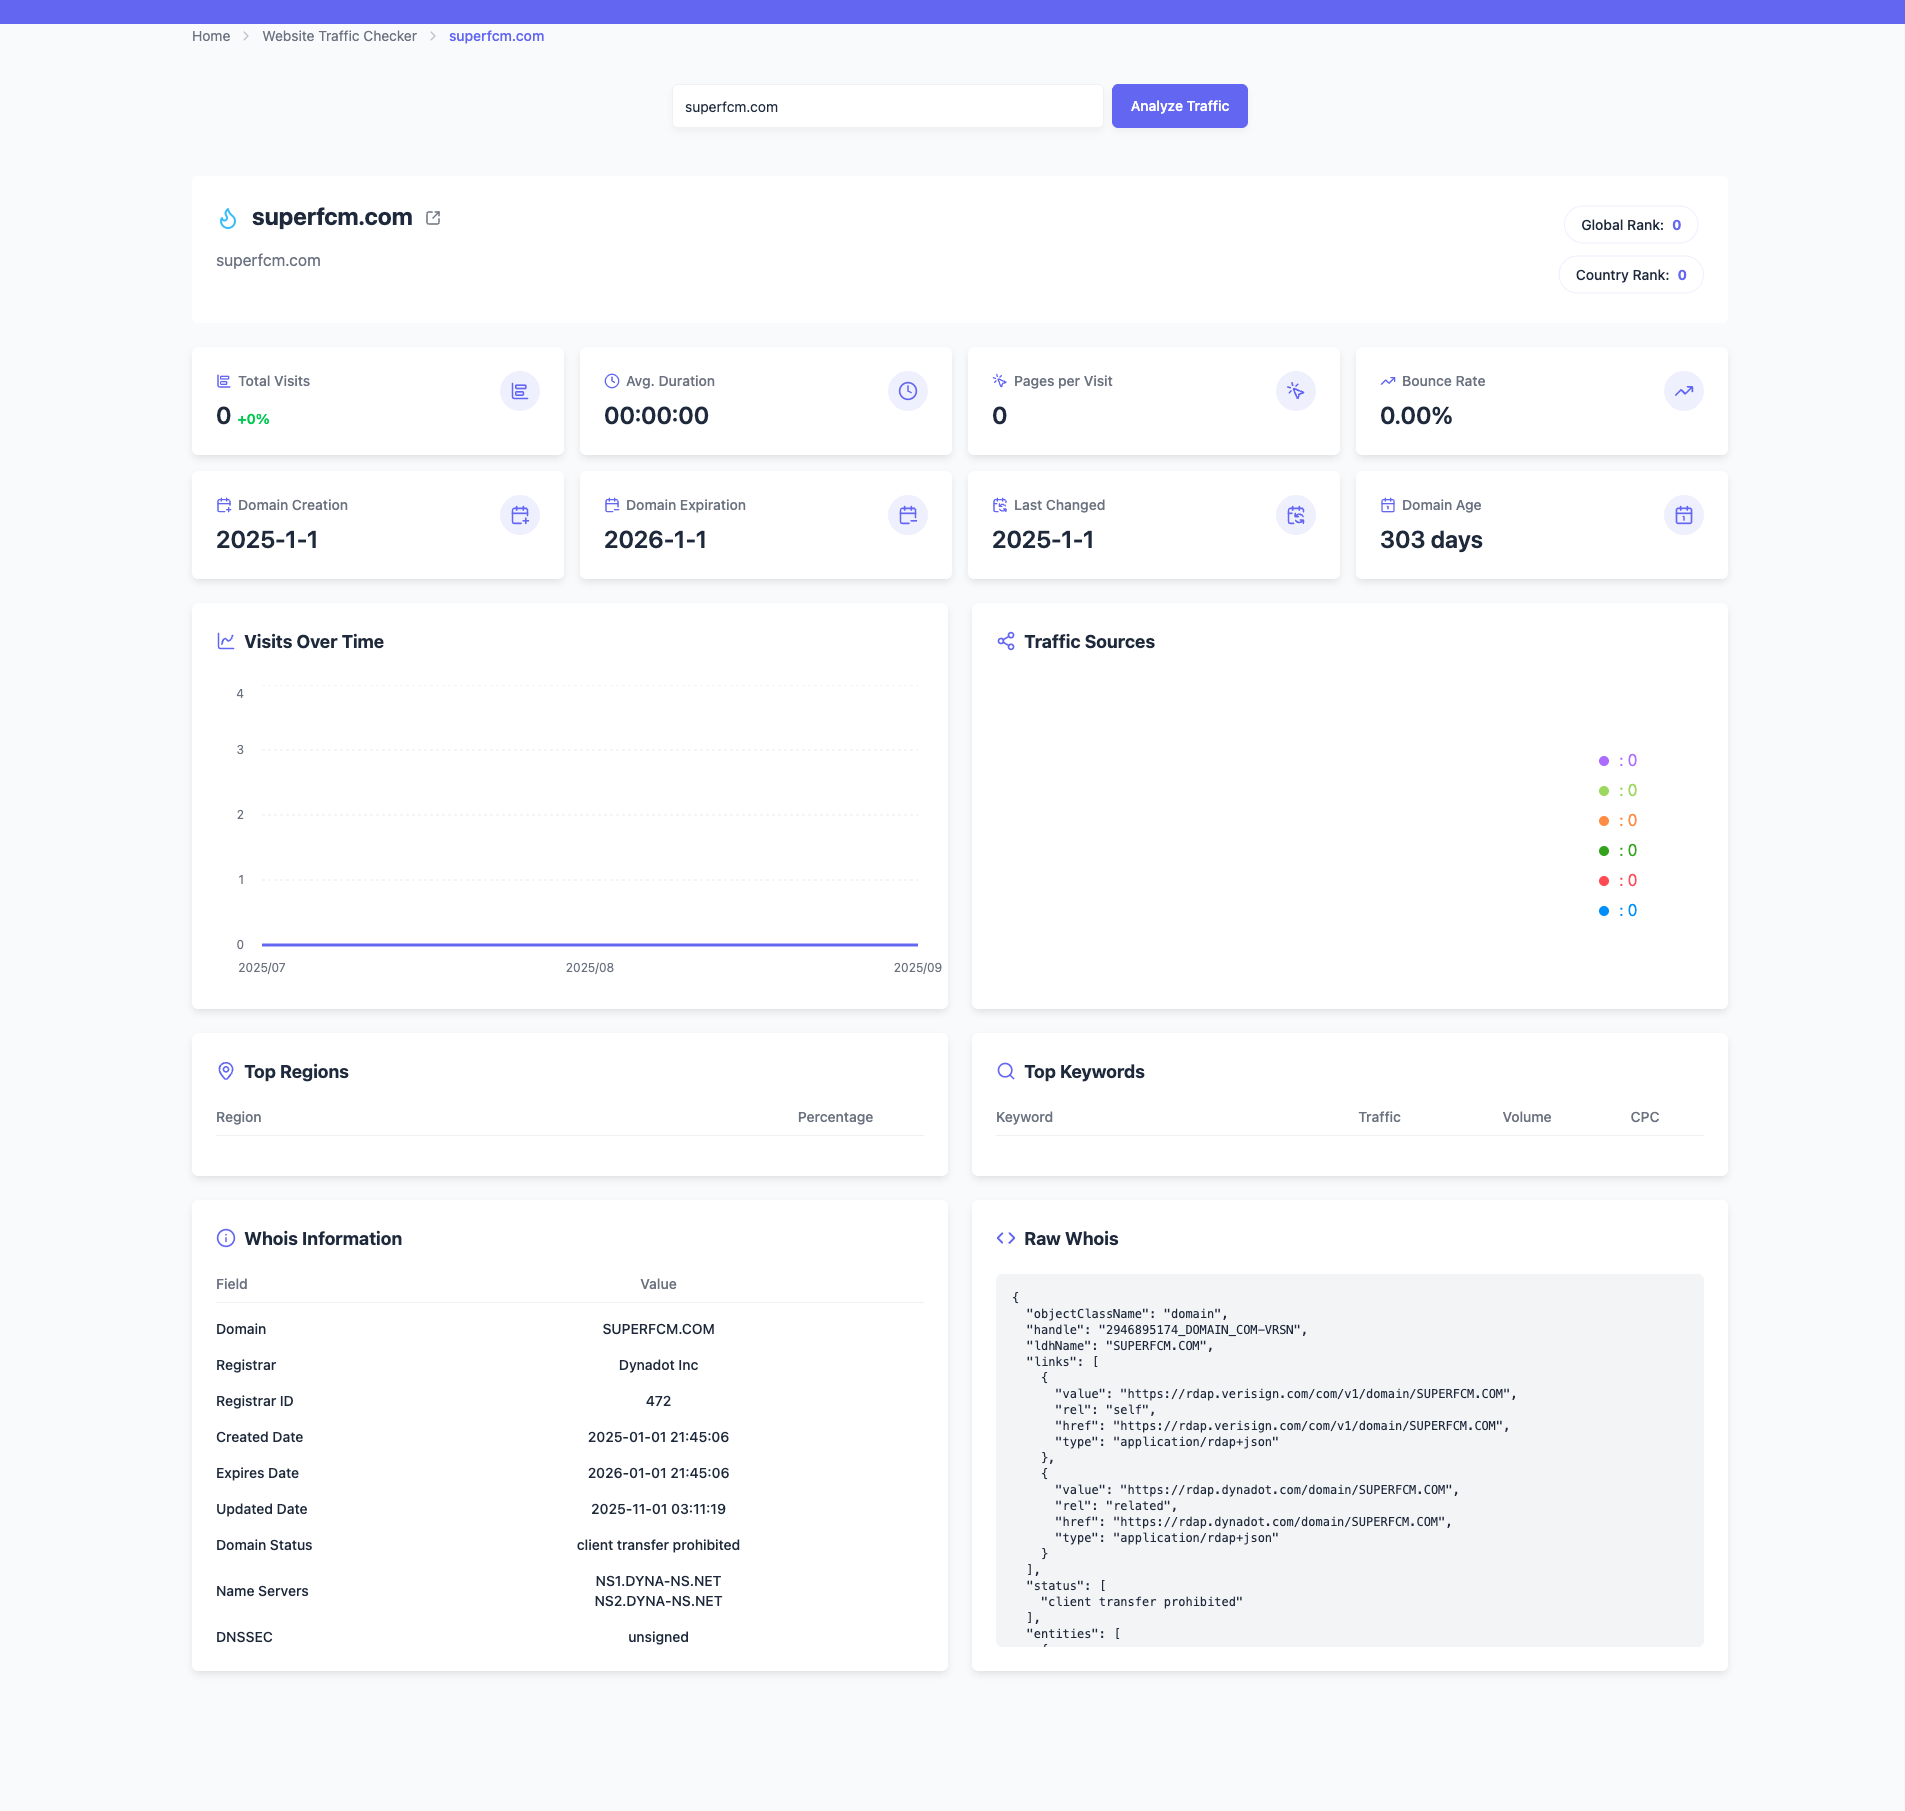 Home
Website Traffic Checker
superfcm.com
superfcm.com
Analyze Traffic
superfcm.com
superfcm.com
Global Rank: 0
Country Rank: 0
Total Visits
0 +0%
Avg. Duration
00:00:00
Pages per Visit
0
Bounce Rate
0.00%
Domain Creation
2025-1-1
Domain Expiration
2026-1-1
Last Changed
2025-1-1
Domain Age
303 days
Visits Over Time
4
3
2
1
0
2025/07
2025/08
2025/09
Traffic Sources
: 0
: 0
: 0
: 0
: 0
: 0
Top Regions
Region Percentage
Top Keywords
Keyword Traffic Volume CPC
Whois Information
Field Value
Domain SUPERFCM.COM
Registrar Dynadot Inc
Registrar ID 472
Created Date 2025-01-01 21:45:06
Expires Date 2026-01-01 21:45:06
Updated Date 2025-11-01 03:11:19
Domain Status client transfer prohibited
Name Servers NS1.DYNA-NS.NET
NS2.DYNA-NS.NET
DNSSEC unsigned
Raw Whois
{
"objectClassName": "domain",
"handle": "2946895174_DOMAIN_COM-VRSN",
"ldhName": "SUPERFCM.COM",
"links": [
{
"value": "https://rdap.verisign.com/com/v1/domain/SUPERFCM.COM",
"rel": "self",
"href": "https://rdap.verisign.com/com/v1/domain/SUPERFCM.COM",
"type": "application/rdap+json"
},
{
"value": "https://rdap.dynadot.com/domain/SUPERFCM.COM",
"rel": "related",
"href": "https://rdap.dynadot.com/domain/SUPERFCM.COM",
"type": "application/rdap+json"
}
],
"status": [
"client transfer prohibited"
],
"entities": [